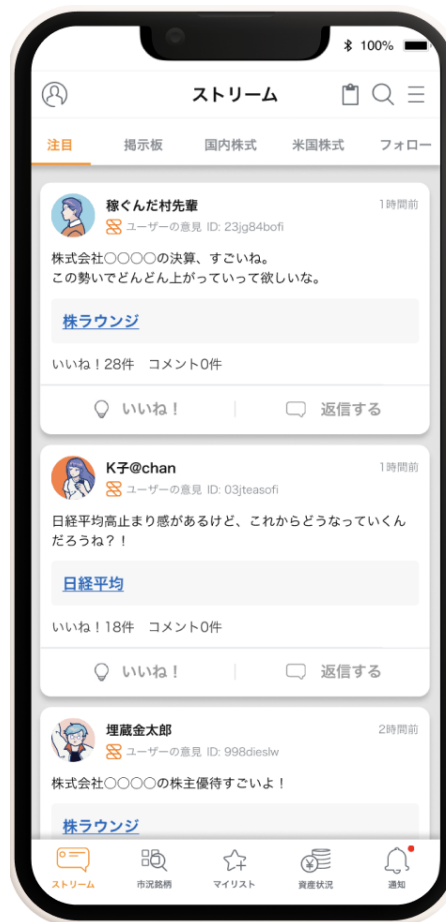 100%
ストリーム
注目 掲示板 国内株式 米国株式 フォロー
稼ぐんだ村先輩 1時間前
ユーザーの意見 ID: 23jg84bofi
株式会社○○○○の決算、すごいね。
この勢いでどんどん上がっていって欲しいな。
株ラウンジ
いいね!28件 コメント0件
いいね! 返信する
K子@chan 1時間前
ユーザーの意見 ID: 03jteasofi
日経平均高止まり感があるけど、これからどうなっていくん
だろうね?!
日経平均
いいね!18件 コメント0件
いいね! 返信する
埋蔵金太郎 2時間前
ユーザーの意見 ID: 998dieslw
株式会社○○○○の株主優待すごいよ!
株ラウンジ
ストリーム 市況銘柄 マイリスト 資産状況 通知